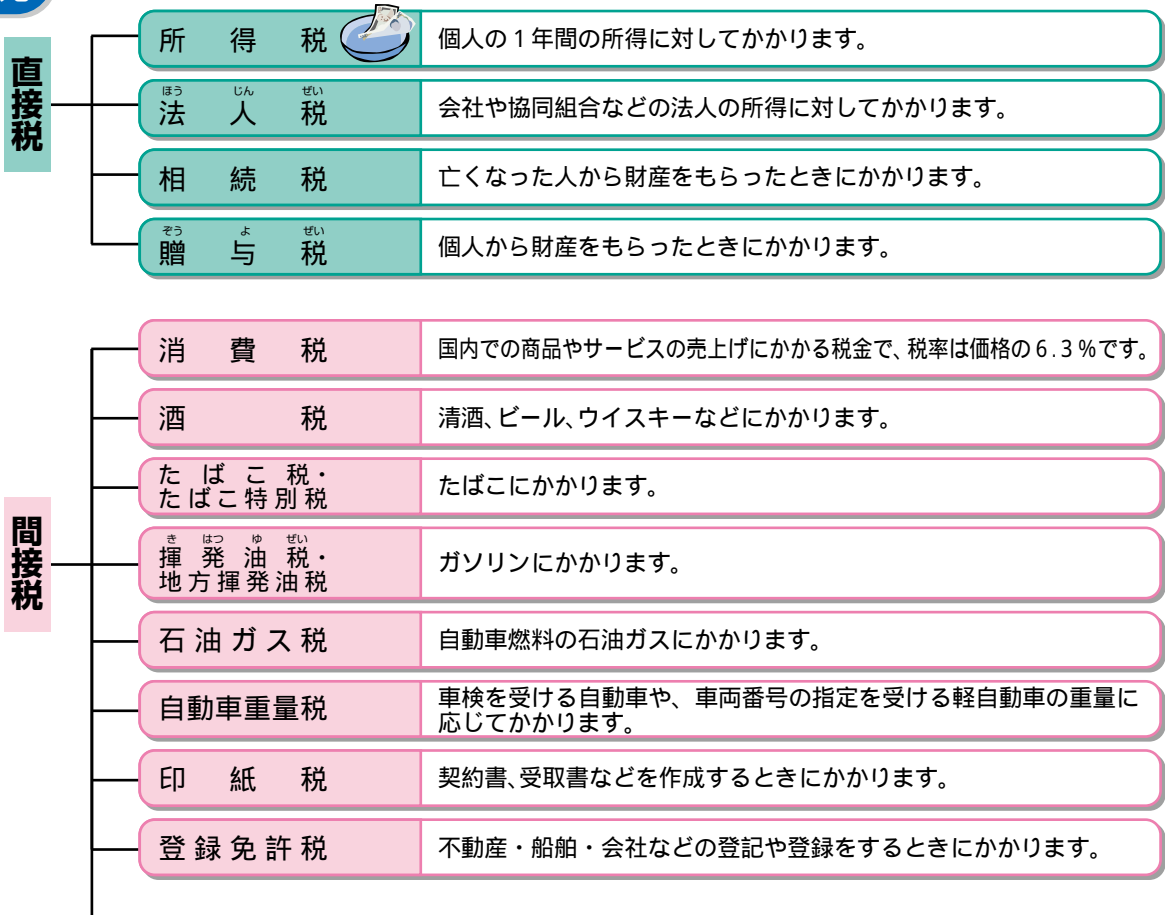 直接税
所得税
個人の1年間の所得に対してかかります。
ほう じん ぜい
法人税
会社や協同組合などの法人の所得に対してかかります。
相続税
亡くなった人から財産をもらったときにかかります。
ぞう よ ぜい
贈与税
個人から財産をもらったときにかかります。
間接税
消費税
国内での商品やサービスの売上げにかかる税金で、税率は価格の6.3%です。
酒税
清酒、ビール、ウイスキーなどにかかります。
たばこ税・
たばこ特別税
たばこにかかります。
き はつ ゆ ぜい
揮発油税・
地方揮発油税
ガソリンにかかります。
石油ガス税
自動車燃料の石油ガスにかかります。
自動車重量税
車検を受ける自動車や、車両番号の指定を受ける軽自動車の重量に
応じてかかります。
印紙税
契約書、受取書などを作成するときにかかります。
登録免許税
不動産・船舶・会社などの登記や登録をするときにかかります。